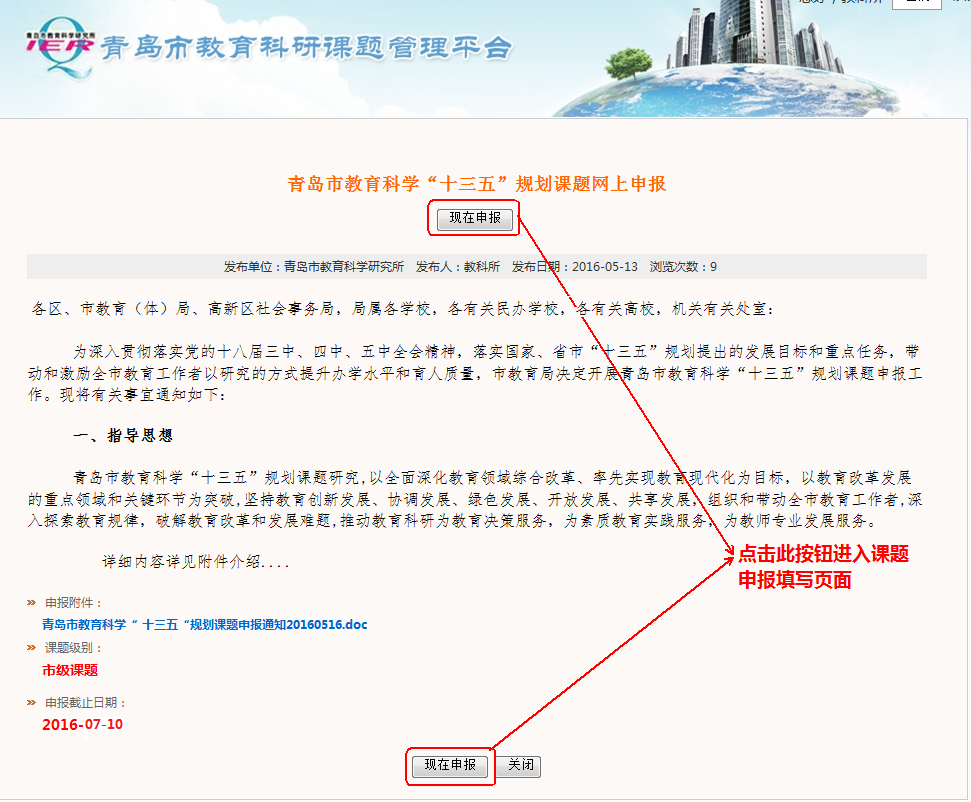 青岛市教育科学研究所
IER
青岛市教育科研课题管理平台
青岛市教育科学“十三五”规划课题网上申报
现在申报
发布单位：青岛市教育科学研究所 发布人：教科所 发布日期：2016-05-13 浏览次数：9
各区、市教育（体）局、高新区社会事务局，局属各学校，各有关民办学校，各有关高校，机关有关处室：
为深入贯彻落实党的十八届三中、四中、五中全会精神，落实国家、省市“十三五”规划提出的发展目标和重点任务，带
动和激励全市教育工作者以研究的方式提升办学水平和育人质量，市教育局决定开展青岛市教育科学“十三五”规划课题申报工
作。现将有关事宜通知如下：
一、指导思想
青岛市教育科学“十三五”规划课题研究,以全面深化教育领域综合改革、率先实现教育现代化为目标，以教育改革发展
的重点领域和关键环节为突破,坚持教育创新发展、协调发展、绿色发展、开放发展、共享发展，组织和带动全市教育工作者,深
入探索教育规律，破解教育改革和发展难题,推动教育科研为教育决策服务，为素质教育实践服务，为教师专业发展服务。
详细内容详见附件介绍....
点击此按钮进入课题
申报填写页面
» 申报附件：
青岛市教育科学“ 十三五 “规划课题申报通知20160516.doc
» 课题级别：
市级课题
» 申报截止日期：
2016-07-10
现在申报 关闭